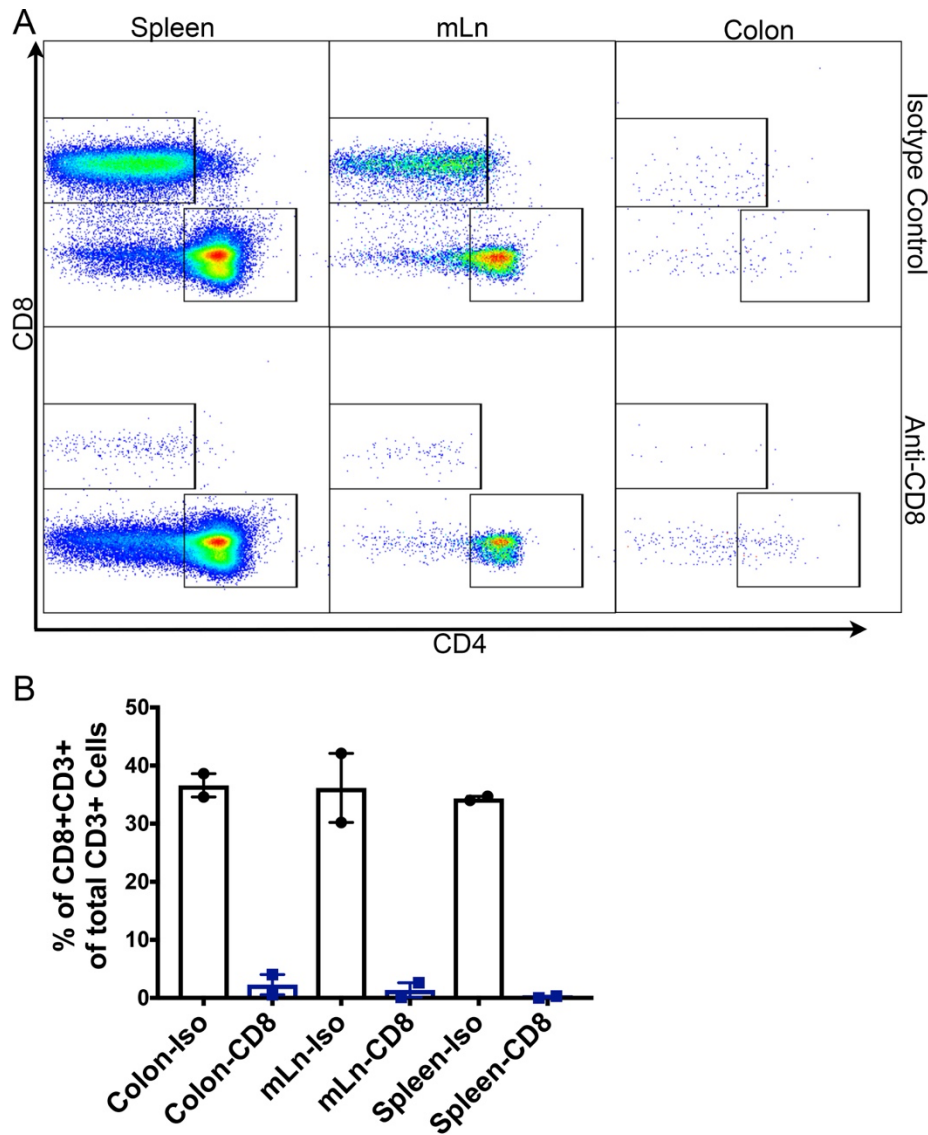 A
Spleen
mLn
Colon
Isotype Control
Anti-CD8
CD8
CD4
B
% of CD8+CD3+
of total CD3+ Cells
50
40
30
20
10
0
Colon-Iso
Colon-CD8
mLn-Iso
mLn-CD8
Spleen-Iso
Spleen-CD8